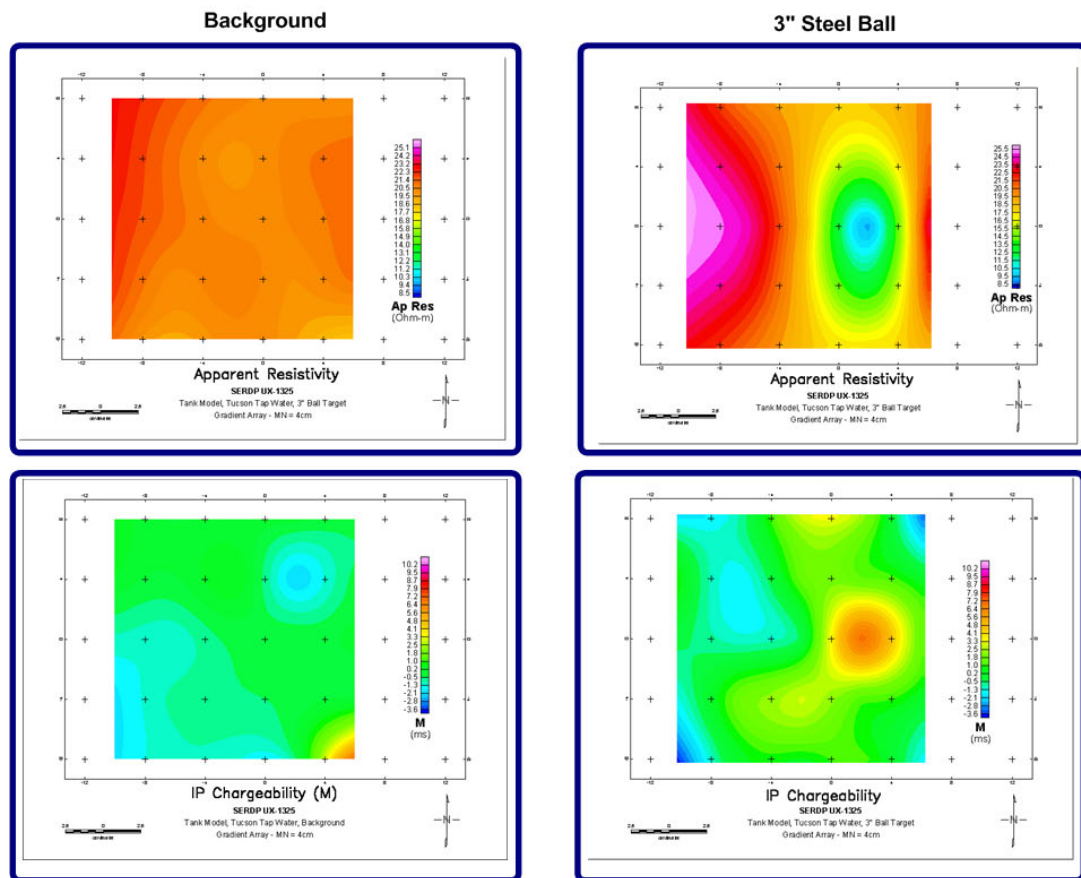 Background
3" Steel Ball
25.1
24.2
23.2
22.3
21.4
20.5
19.6
18.6
17.7
16.8
15.9
14.9
14.0
13.1
12.2
10.3
9.4
8.5
Ap Res
(Ohm-m)
Apparent Resistivity
SERDP UX-1325
Tank Model, Tucson Tap Water, 3" Ball Target
Gradient Array - MN = 4cm
N
25.5
24.5
23.5
22.5
21.5
20.5
19.5
18.5
17.5
16.5
15.5
14.5
13.5
12.5
11.5
10.5
9.5
8.5
Ap Res
(Ohm-m)
Apparent Resistivity
SERDP UX-1325
Tank Model, Tucson Tap Water, 3" Ball Target
Gradient Array - MN = 4cm
N
10.2
9.5
8.7
7.9
7.2
6.4
5.6
4.8
4.1
3.3
2.5
1.8
1.0
0.2
-0.5
-1.3
-2.1
-2.8
-3.6
M
(ms)
IP Chargeability (M)
SERDP UX-1325
Tank Model, Tucson Tap Water, Background
Gradient Array - MN = 4cm
N
10.2
9.5
8.7
7.9
7.2
6.4
5.6
4.8
4.1
3.3
2.5
1.8
1.0
0.2
-0.5
-1.3
-2.1
-2.8
-3.6
M
(ms)
IP Chargeability
SERDP UX-1325
Tank Model, Tucson Tap Water, 3" Ball Target
Gradient Array - MN = 4cm
N